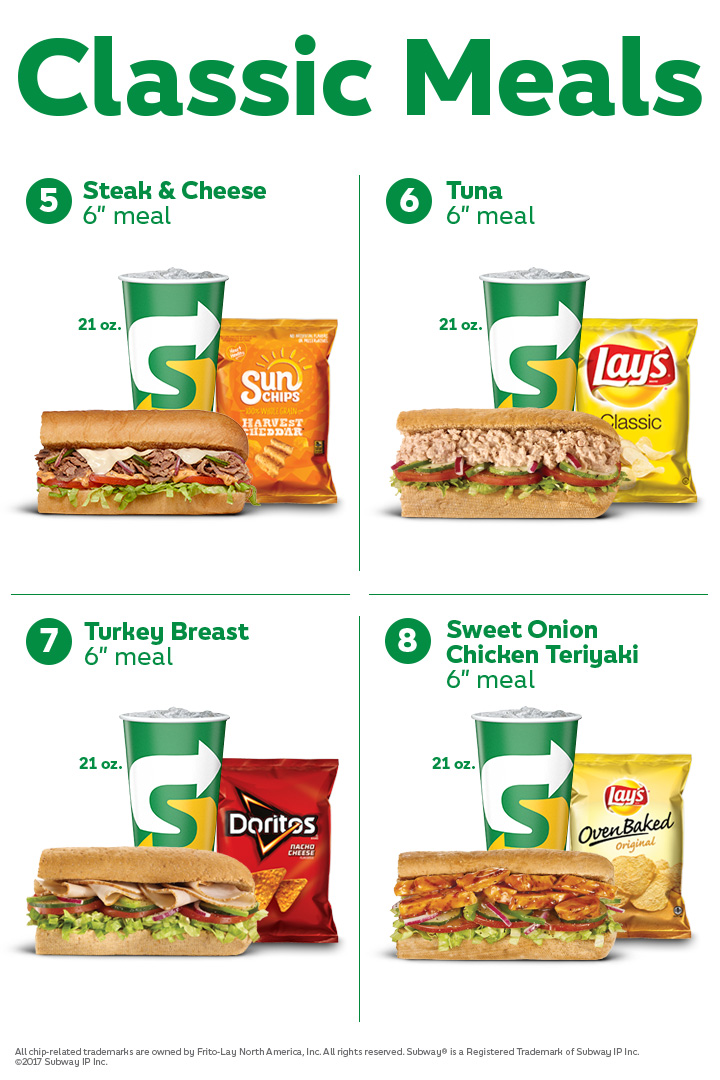 Classic Meals
5
Steak & Cheese
6” meal
21 oz.
Sun
CHIPS
100% WHOLE GRAIN
HARVEST
CHEDDAR
6
Tuna
6” meal
21 oz.
Lay's
Classic
7
Turkey Breast
6” meal
21 oz.
Doritos
NACHO
CHEESE
8
Sweet Onion
Chicken Teriyaki
6” meal
21 oz.
Lay's
Oven Baked
Original
All chip-related trademarks are owned by Frito-Lay North America, Inc. All rights reserved. Subway® is a Registered Trademark of Subway IP Inc.
©2017 Subway IP Inc.